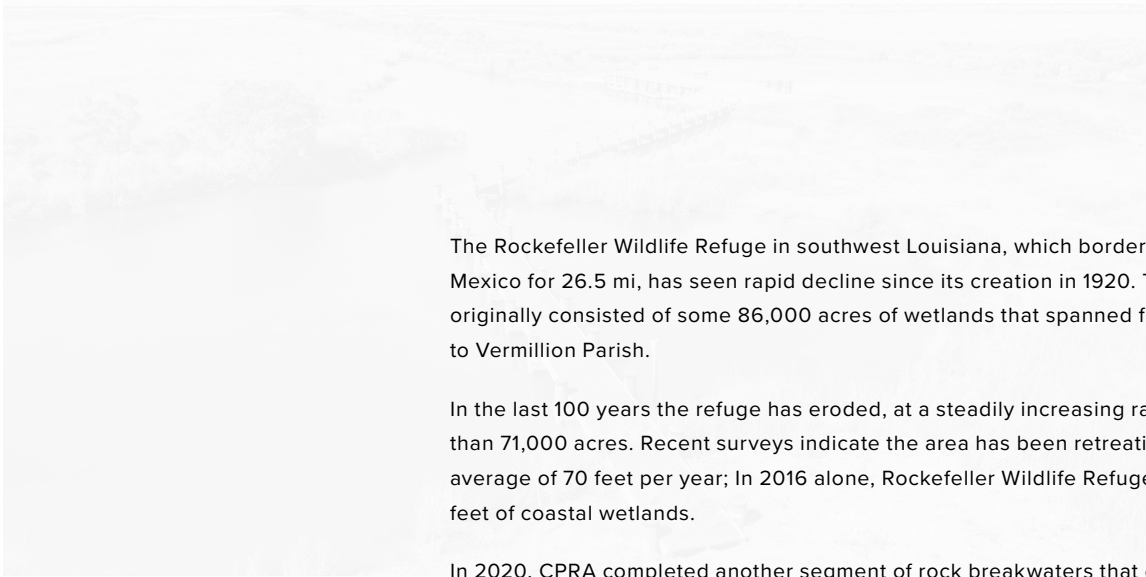 The Rockefeller Wildlife Refuge in southwest Louisiana, which border
Mexico for 26.5 mi, has seen rapid decline since its creation in 1920.
originally consisted of some 86,000 acres of wetlands that spanned
to Vermillion Parish.
In the last 100 years the refuge has eroded, at a steadily increasing
than 71,000 acres. Recent surveys indicate the area has been retreati
average of 70 feet per year; In 2016 alone, Rockefeller Wildlife Refuge
feet of coastal wetlands.
In 2020, CPRA completed another segment of rock breakwaters that